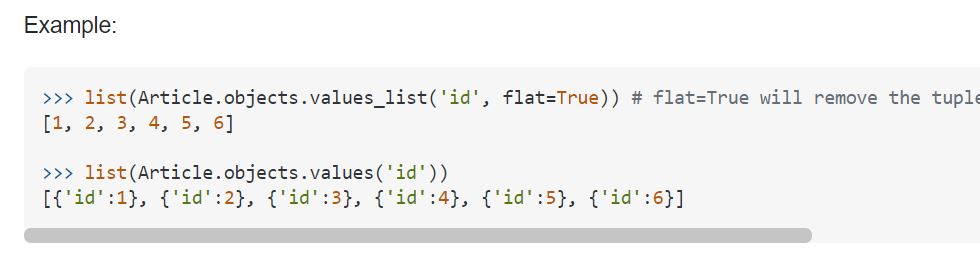 Example:
>>> list(Article.objects.values_list('id', flat=True)) # flat=True will remove the tuple
[1, 2, 3, 4, 5, 6]
>>> list(Article.objects.values('id'))
[{'id':1}, {'id':2}, {'id':3}, {'id':4}, {'id':5}, {'id':6}]